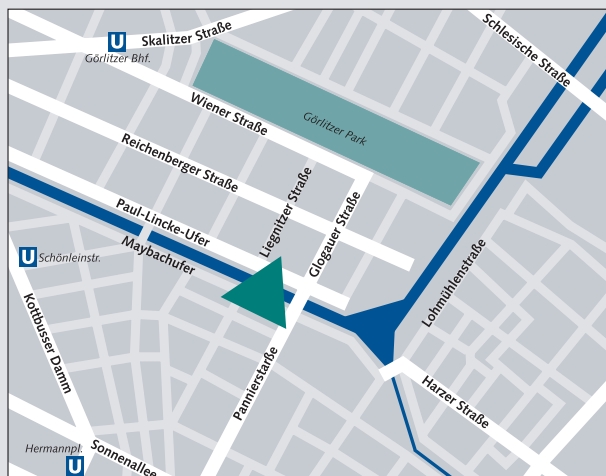 Schlesische Straße
Skalitzer Straße
U
Görlitzer Bhf.
Wiener Straße
Görlitzer Park
Reichenberger Straße
Liegnitzer Straße
Glogauer Straße
Paul-Lincke-Ufer
Maybachufer
U Schönleinstr.
Lohmühlenstraße
Kottbusser Damm
Pannierstarße
Harzer Straße
Hermannpl.
Sonnenallee
U